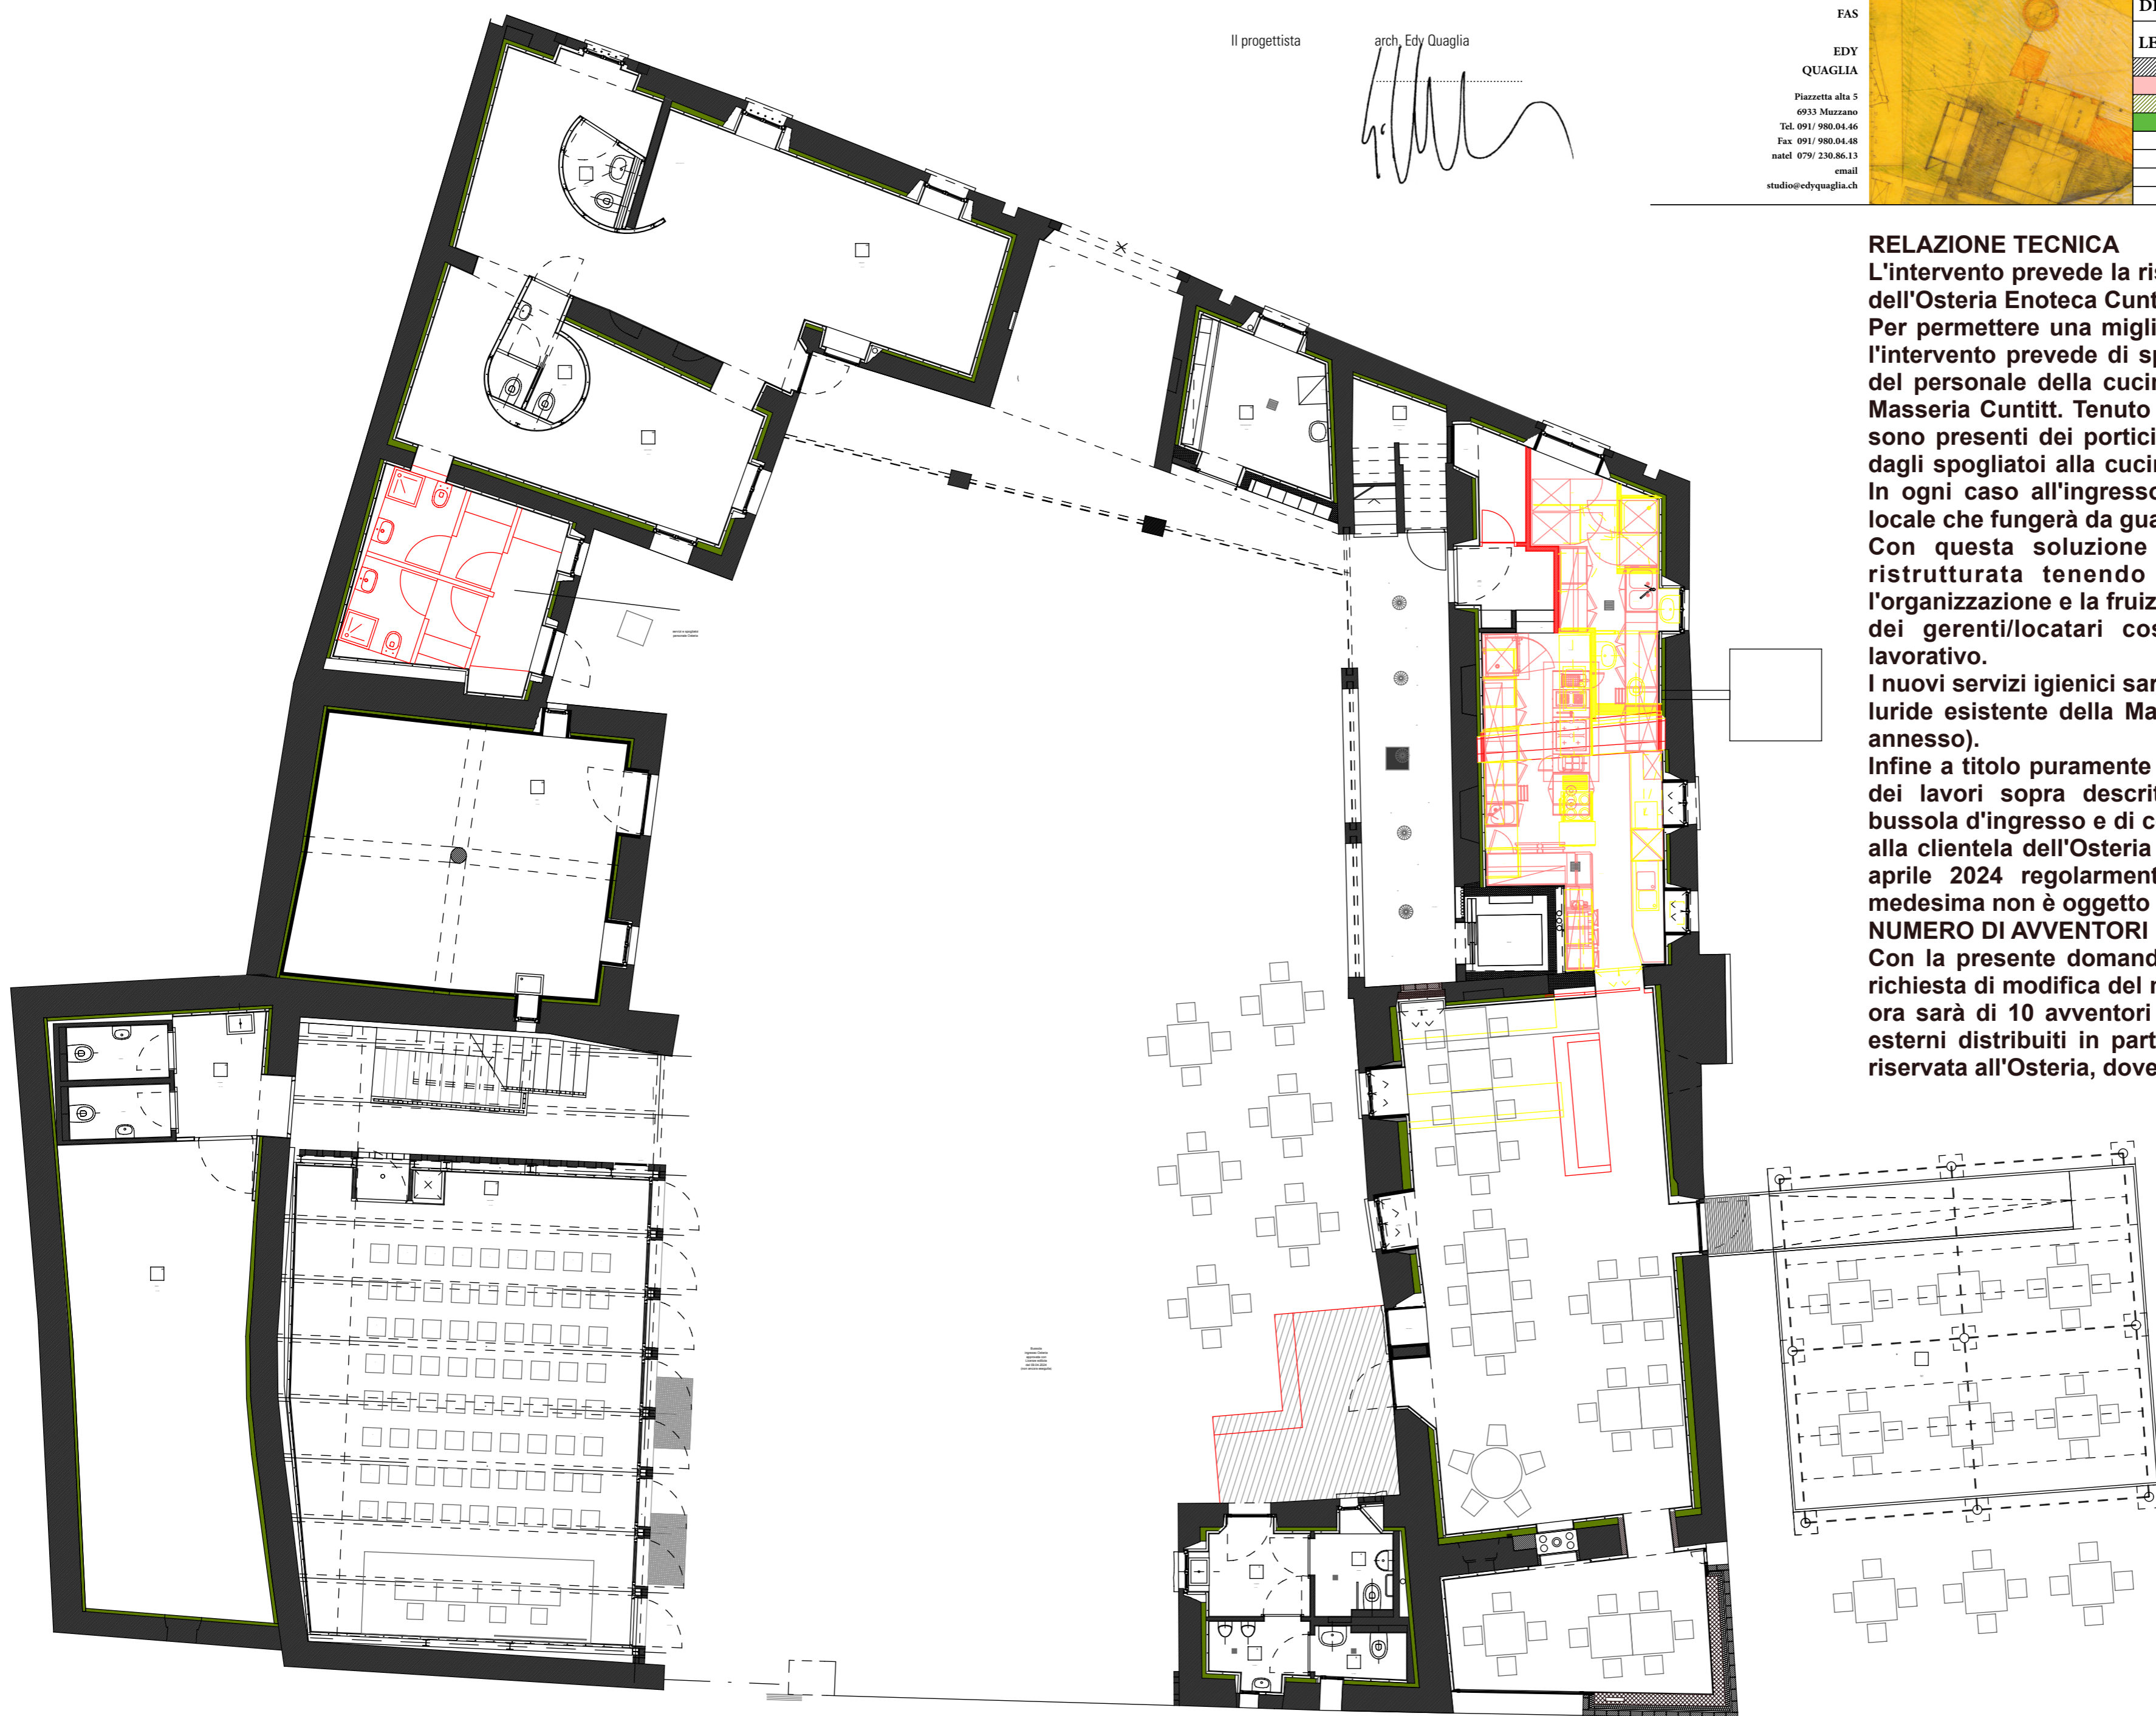 Il progettista
arch. Edy Quaglia
FAS
EDY
QUAGLIA
Piazzetta alta 5
6933 Muzzano
Tel. 091/ 980.04.46
Fax 091/ 980.04.48
natel 079/ 230.86.13
email
studio@edyquaglia.ch
RELAZIONE TECNICA
L'intervento prevede la ris
dell'Osteria Enoteca Cunt
Per permettere una migli
l'intervento prevede di sp
del personale della cucin
Masseria Cuntitt. Tenuto
sono presenti dei portici
dagli spogliatoi alla cucin
In ogni caso all'ingresso
locale che fungerà da gua
Con questa soluzione
ristrutturata tenendo
l'organizzazione e la fruiz
dei gerenti/locatari cos
lavorativo.
I nuovi servizi igienici sar
luride esistente della Ma
annesso).
Infine a titolo puramente
dei lavori sopra descrit
bussola d'ingresso e di c
alla clientela dell'Osteria
aprile 2024 regolarment
medesima non è oggetto
NUMERO DI AVVENTORI
Con la presente domand
richiesta di modifica del n
ora sarà di 10 avventori
esterni distribuiti in part
riservata all'Osteria, dove
servizi e spogliatoi
personale Osteria